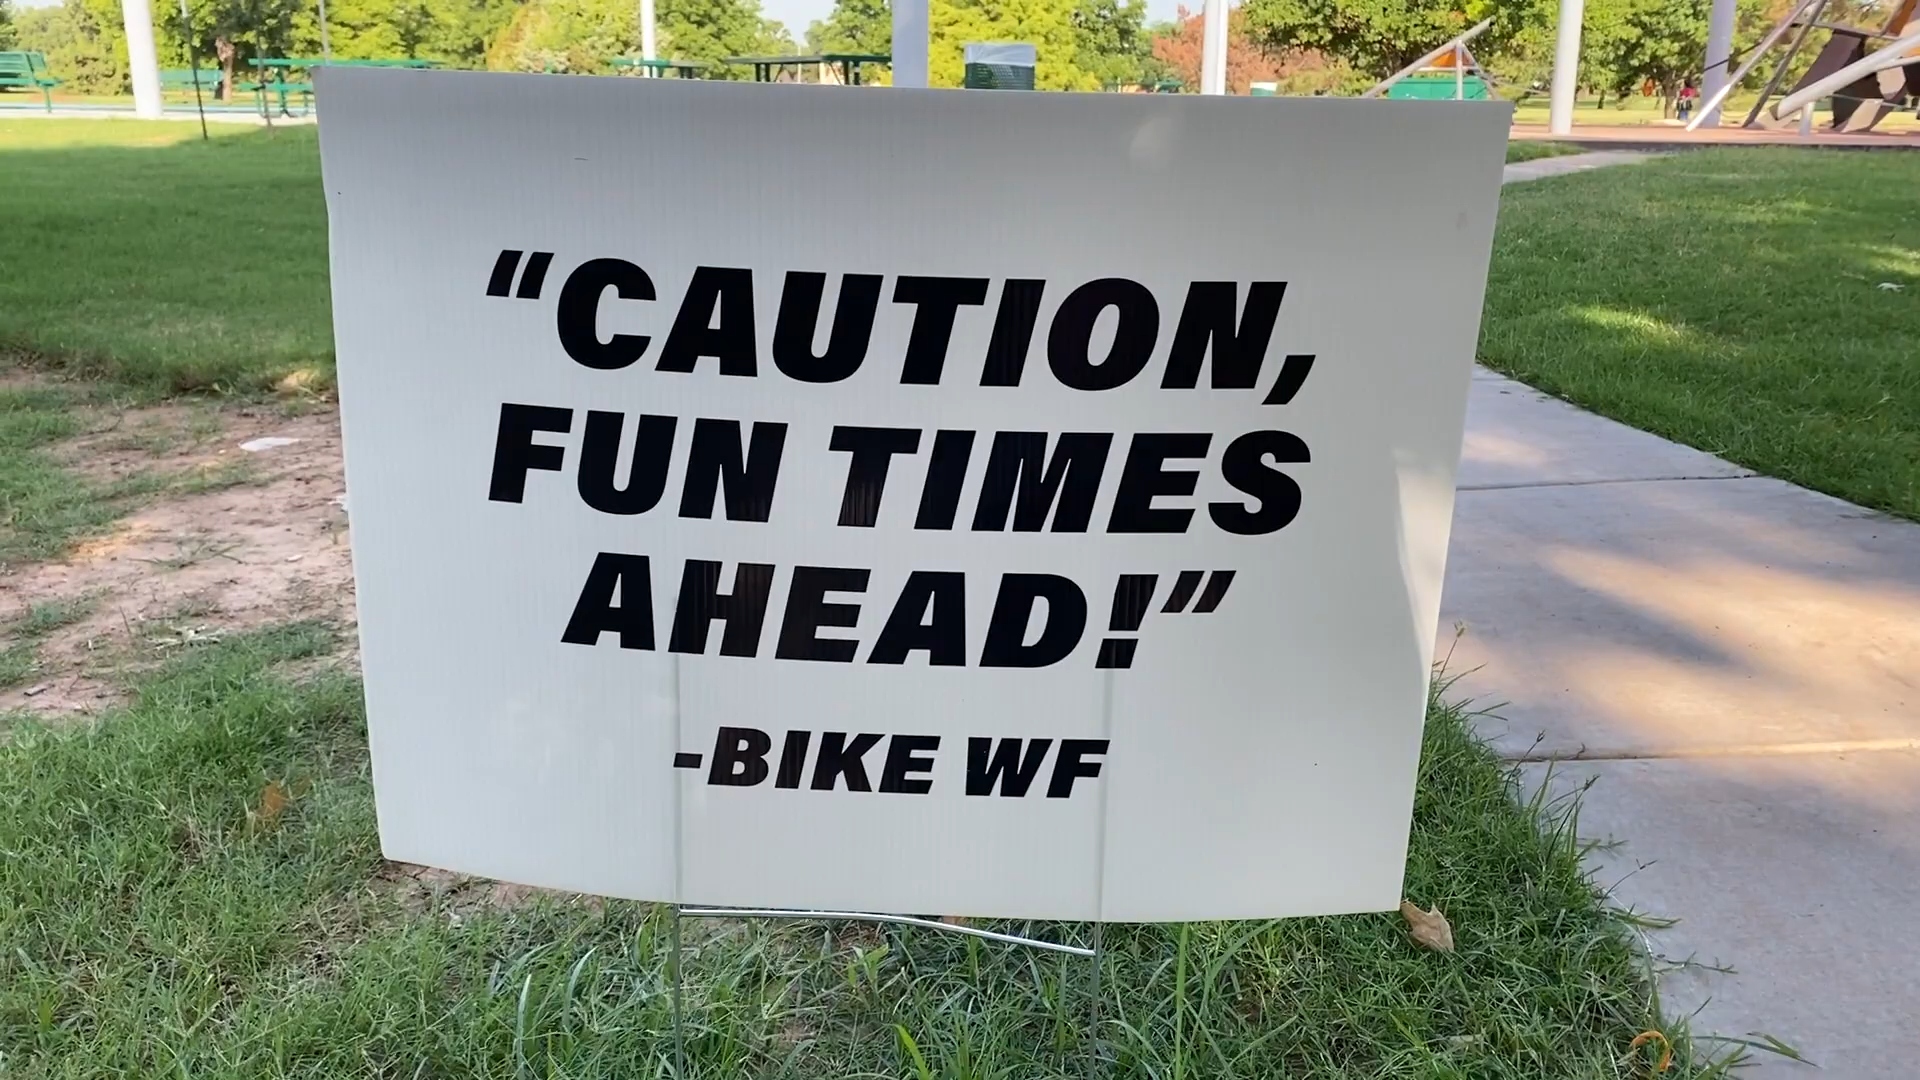 “CAUTION,
FUN TIMES
AHEAD!”
-BIKE WF